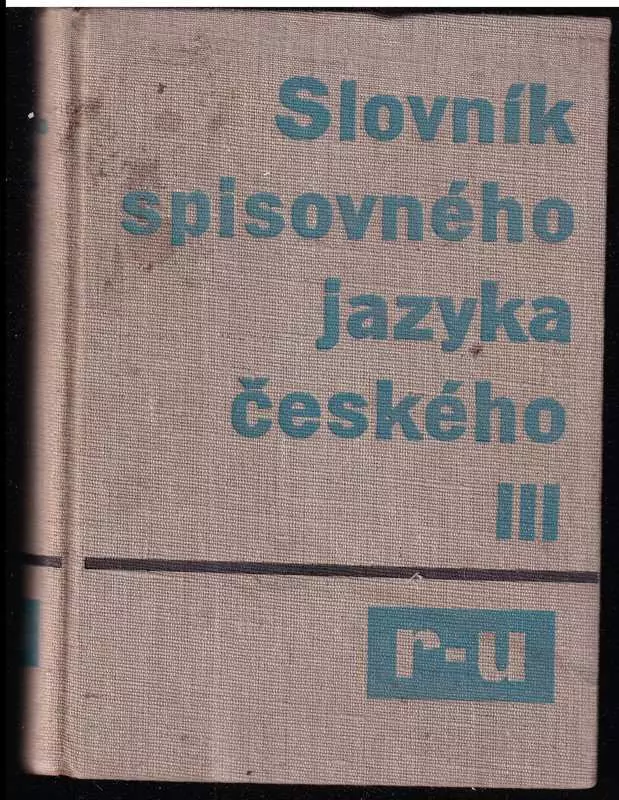 Slovník
spisovného
jazyka
českého
III
r-u